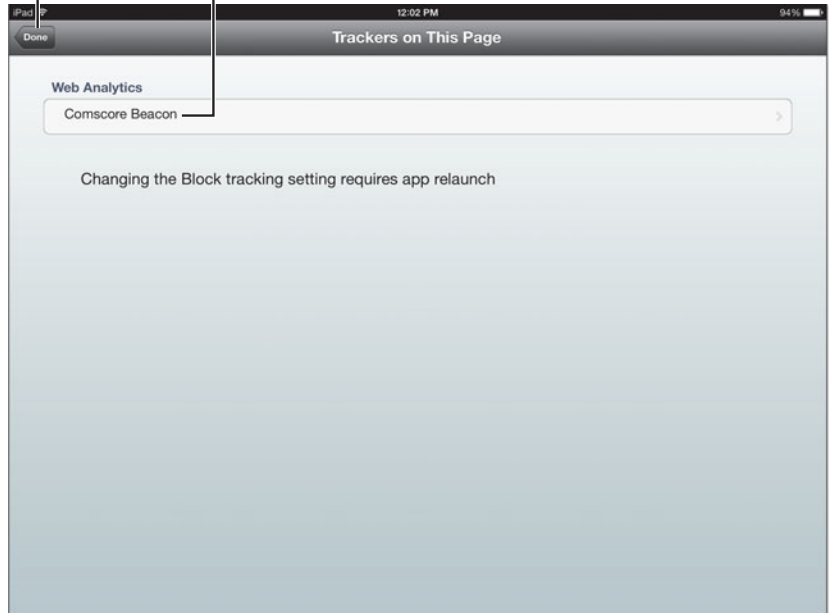 iPad
12:02 PM
94%
Done
Trackers on This Page
Web Analytics
Comscore Beacon
Changing the Block tracking setting requires app relaunch